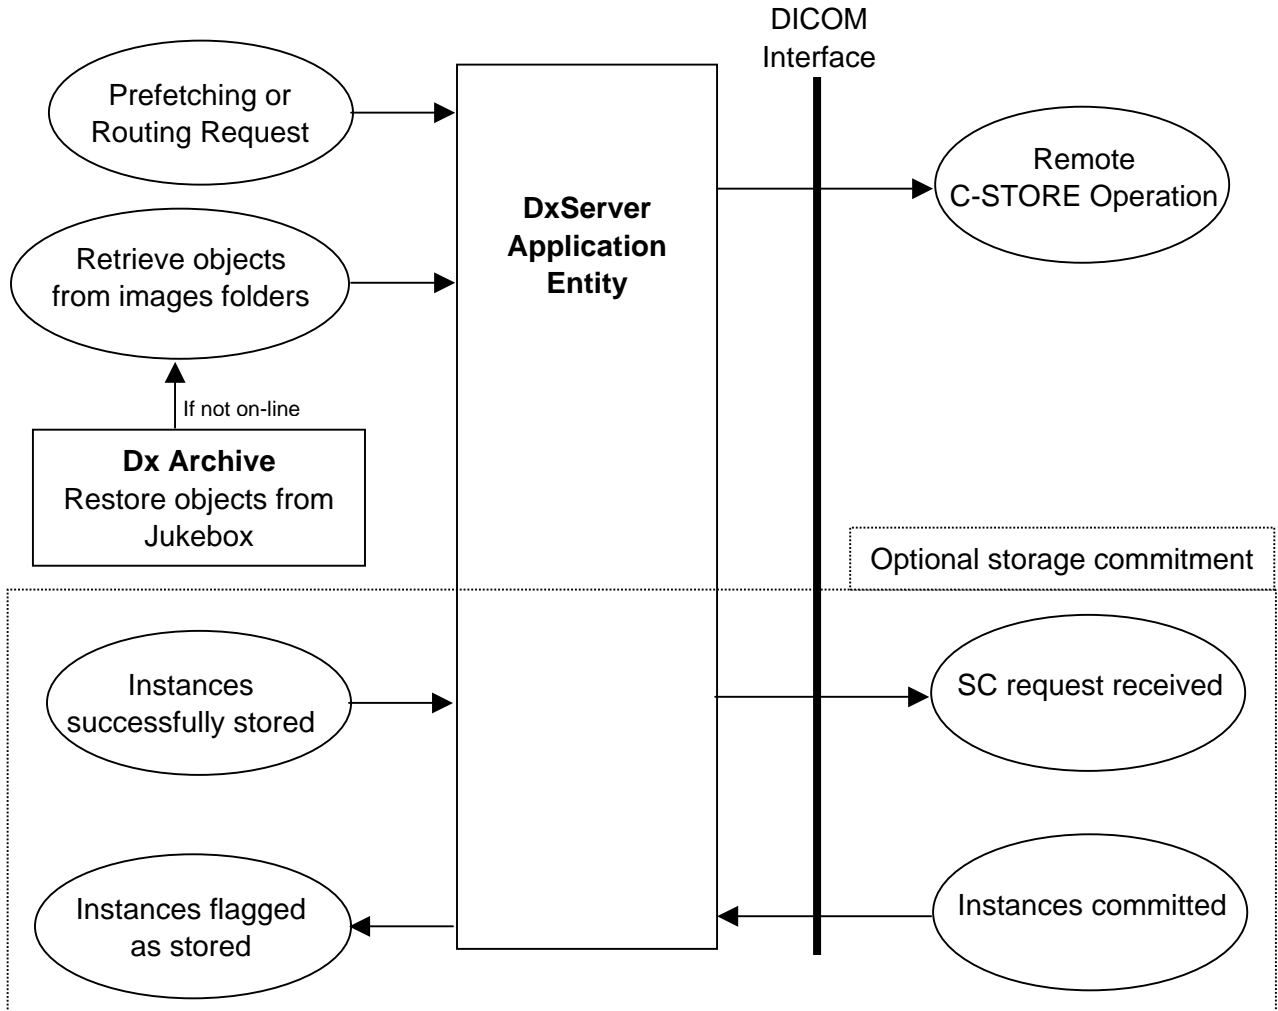 DICOM
Interface
Prefetching or
Routing Request
Remote
C-STORE Operation
DxServer
Application
Entity
Retrieve objects
from images folders
If not on-line
Dx Archive
Restore objects from
Jukebox
Optional storage commitment
Instances
successfully stored
SC request received
Instances flagged
as stored
Instances committed